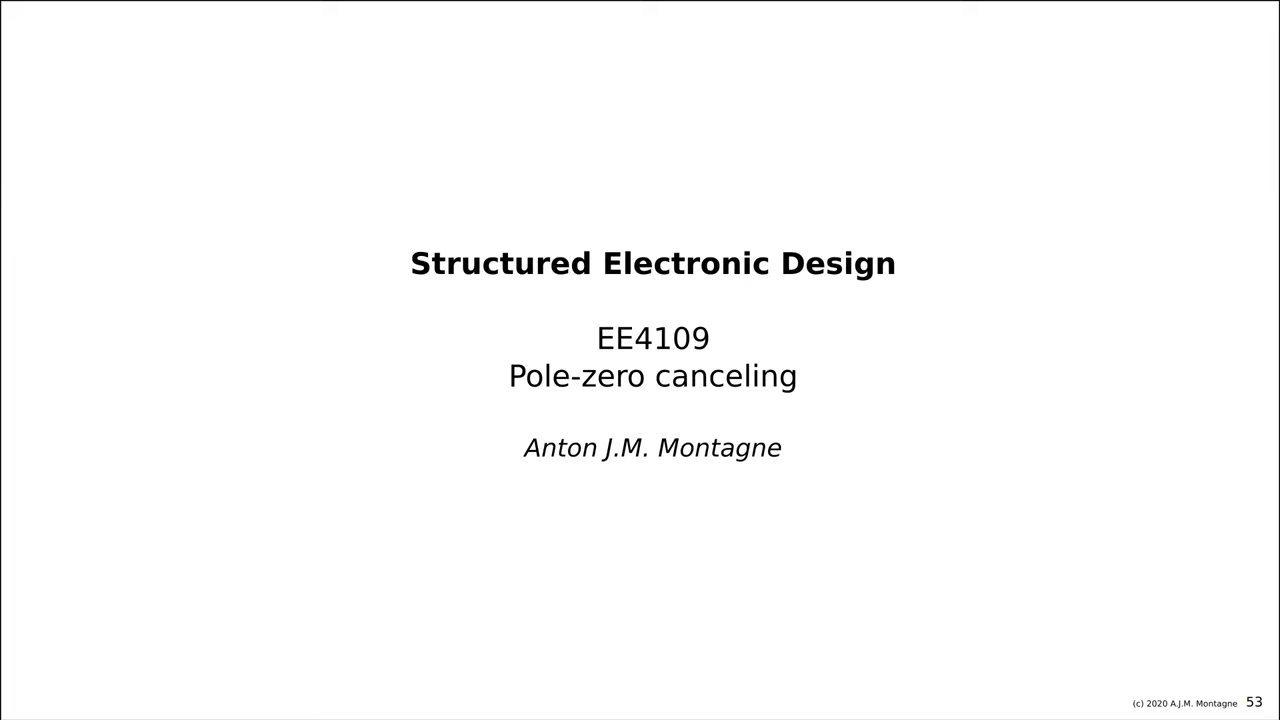 Structured Electronic Design
EE4109
Pole-zero canceling
Anton J.M. Montagne
(c) 2020 A.J.M. Montagne 53